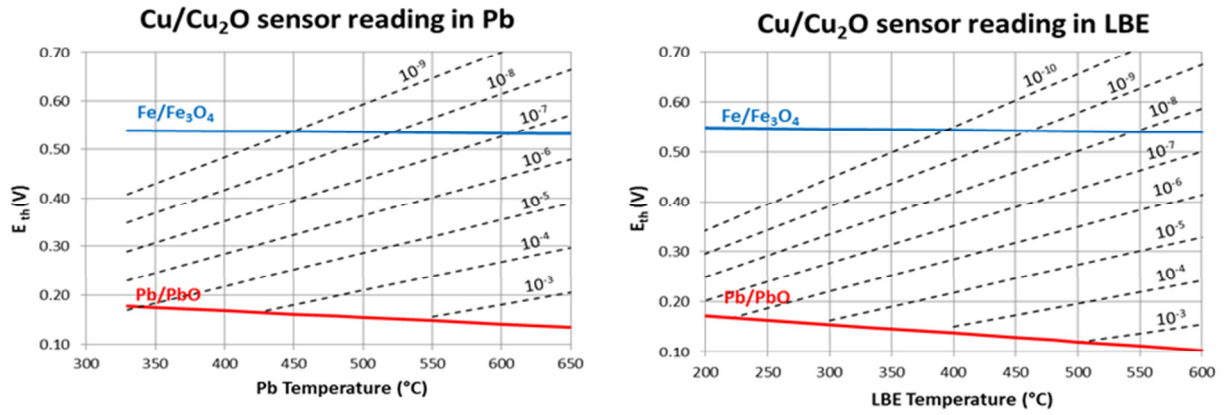 Cu/Cu₂O sensor reading in Pb
0.70
0.60
0.50
0.40
0.30
0.20
0.10
E_th (V)
Fe/Fe₃O₄
Pb/PbO
10⁻⁹
10⁻⁸
10⁻⁷
10⁻⁶
10⁻⁵
10⁻⁴
10⁻³
300 350 400 450 500 550 600 650
Pb Temperature (°C)
Cu/Cu₂O sensor reading in LBE
0.70
0.60
0.50
0.40
0.30
0.20
0.10
E_th (V)
Fe/Fe₃O₄
Pb/PbO
10⁻¹⁰
10⁻⁹
10⁻⁸
10⁻⁷
10⁻⁶
10⁻⁵
10⁻⁴
10⁻³
200 250 300 350 400 450 500 550 600
LBE Temperature (°C)